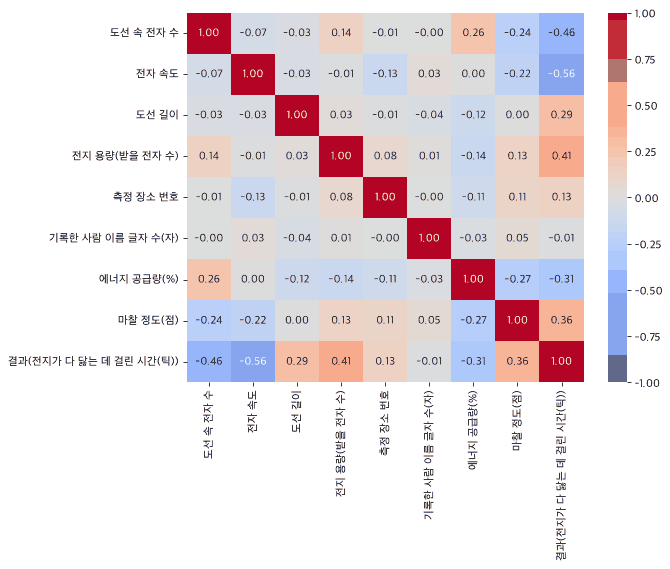 도선 속 전자 수 1.00 -0.07 -0.03 0.14 -0.01 -0.00 0.26 -0.24 -0.46
전자 속도 -0.07 1.00 -0.03 -0.01 -0.13 0.03 0.00 -0.22 -0.56
도선 길이 -0.03 -0.03 1.00 0.03 -0.01 -0.04 -0.12 0.00 0.29
전지 용량(받을 전자 수) 0.14 -0.01 0.03 1.00 0.08 0.01 -0.14 0.13 0.41
측정 장소 번호 -0.01 -0.13 -0.01 0.08 1.00 -0.00 -0.11 0.11 0.13
기록한 사람 이름 글자 수(자) -0.00 0.03 -0.04 0.01 -0.00 1.00 -0.03 0.05 -0.01
에너지 공급량(%) 0.26 0.00 -0.12 -0.14 -0.11 -0.03 1.00 -0.27 -0.31
마찰 정도(점) -0.24 -0.22 0.00 0.13 0.11 0.05 -0.27 1.00 0.36
결과(전지가 다 닳는 데 걸린 시간(틱)) -0.46 -0.56 0.29 0.41 0.13 -0.01 -0.31 0.36 1.00
도선 속 전자 수
전자 속도
도선 길이
전지 용량(받을 전자 수)
측정 장소 번호
기록한 사람 이름 글자 수(자)
에너지 공급량(%)
마찰 정도(점)
결과(전지가 다 닳는 데 걸린 시간(틱))
1.00
0.75
0.50
0.25
0.00
-0.25
-0.50
-0.75
-1.00